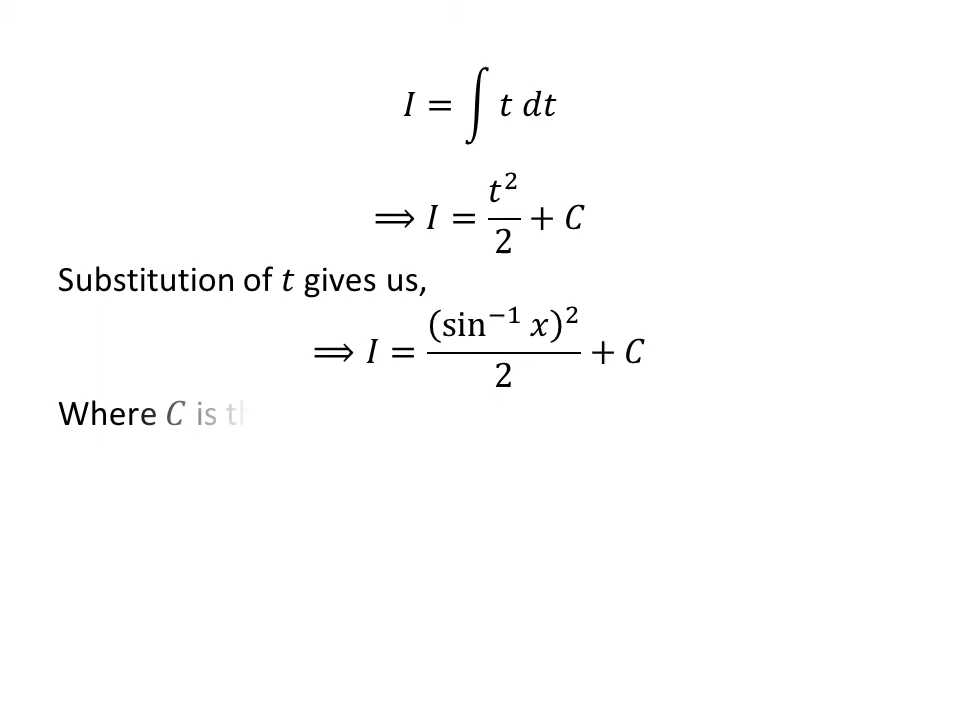 I = ∫ t dt
⟹ I = t²/2 + C
Substitution of t gives us,
⟹ I = (sin⁻¹ x)²/2 + C
Where C is